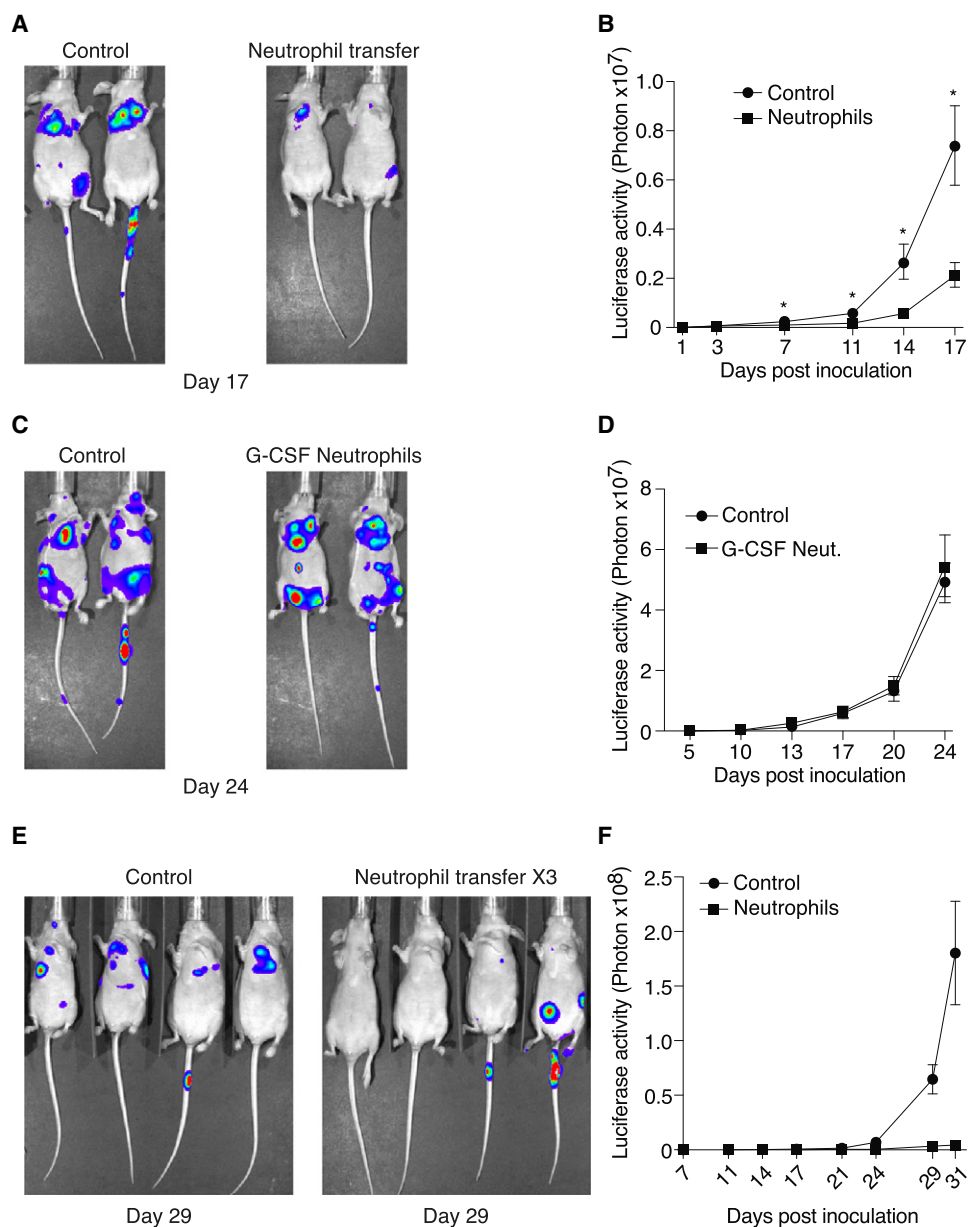 A
Control
Neutrophil transfer
Day 17
B
Luciferase activity (Photon x10⁷)
1.0
0.8
0.6
0.4
0.2
0
Control
Neutrophils
*
*
*
*
1 3 7 11 14 17
Days post inoculation
C
Control
G-CSF Neutrophils
Day 24
D
Luciferase activity (Photon x10⁷)
8
6
4
2
0
Control
G-CSF Neut.
5 10 13 17 20 24
Days post inoculation
E
Control
Neutrophil transfer X3
Day 29
Day 29
F
Luciferase activity (Photon x10⁸)
2.5
2.0
1.5
1.0
0.5
0
Control
Neutrophils
7 11 14 17 21 24 29 31
Days post inoculation